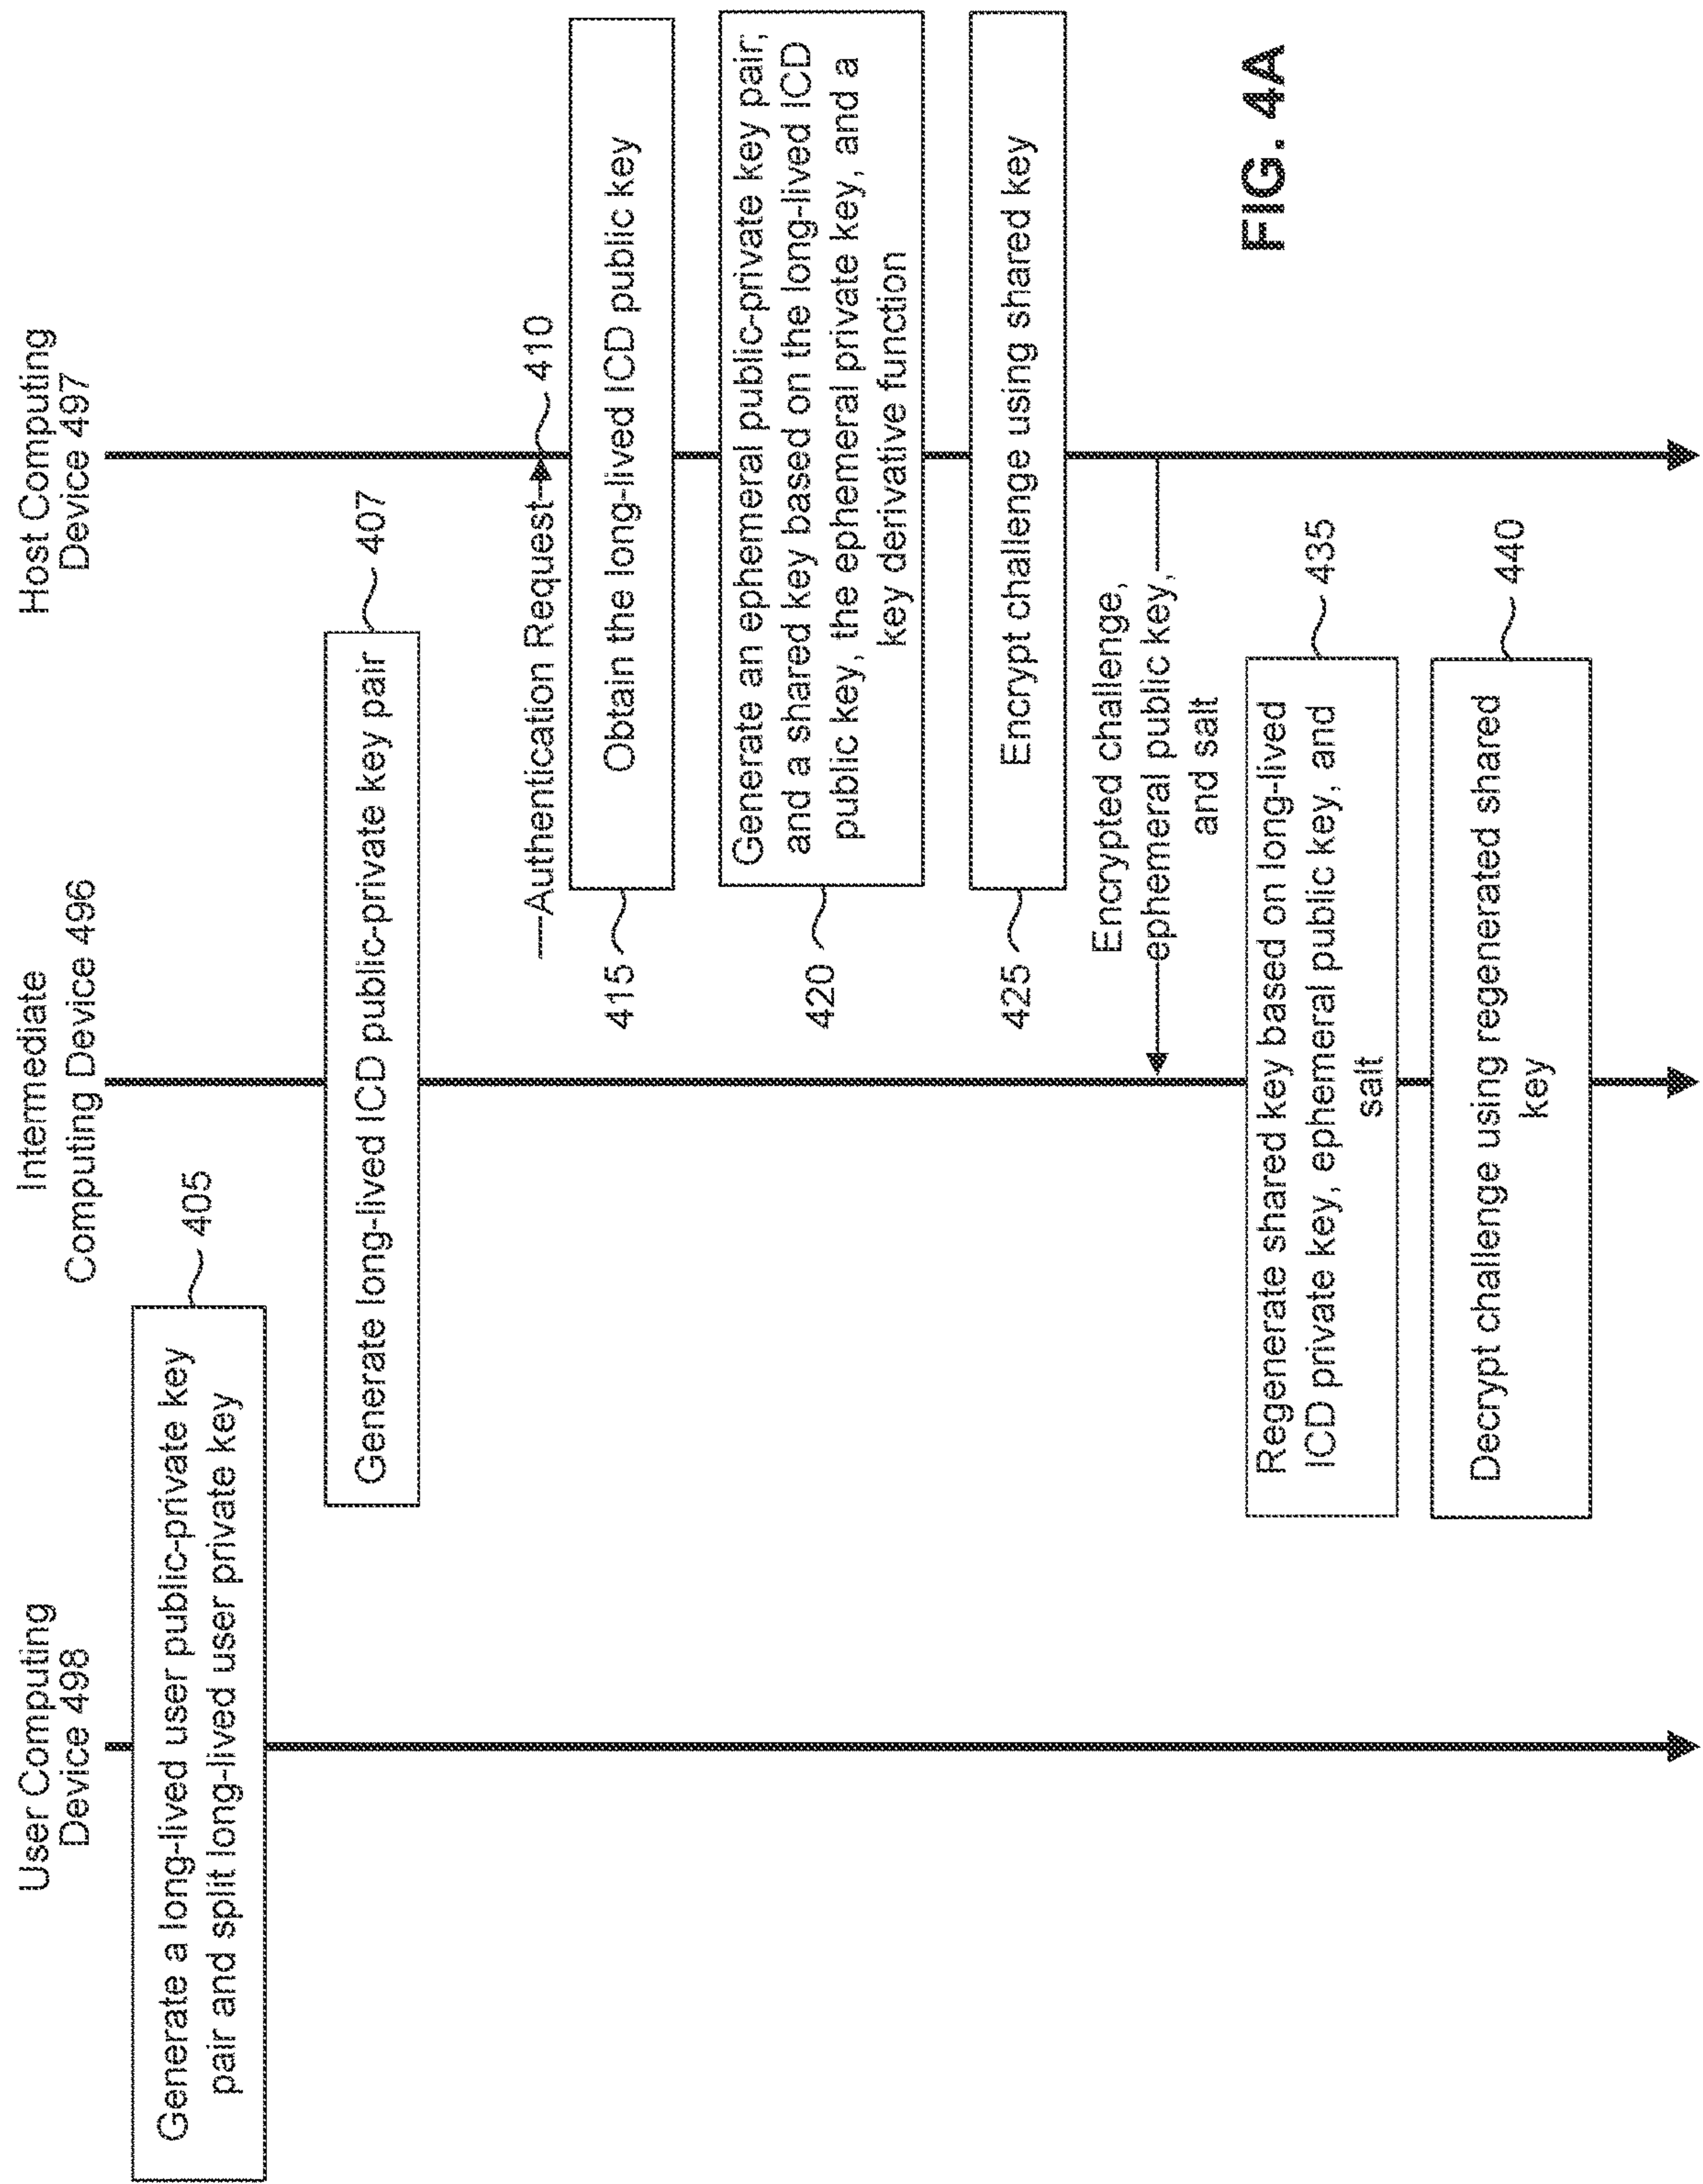 User Computing
Device 498
Intermediate
Computing Device 496
Host Computing
Device 497
405
Generate a long-lived user public-private key
pair and split long-lived user private key
407
Generate long-lived ICD public-private key pair
Authentication Request
410
415
Obtain the long-lived ICD public key
420
Generate an ephemeral public-private key pair;
and a shared key based on the long-lived ICD
public key, the ephemeral private key, and a
key derivative function
425
Encrypt challenge using shared key
Encrypted challenge,
ephemeral public key,
and salt
435
Regenerate shared key based on long-lived
ICD private key, ephemeral public key, and
salt
440
Decrypt challenge using regenerated shared
key
FIG. 4A